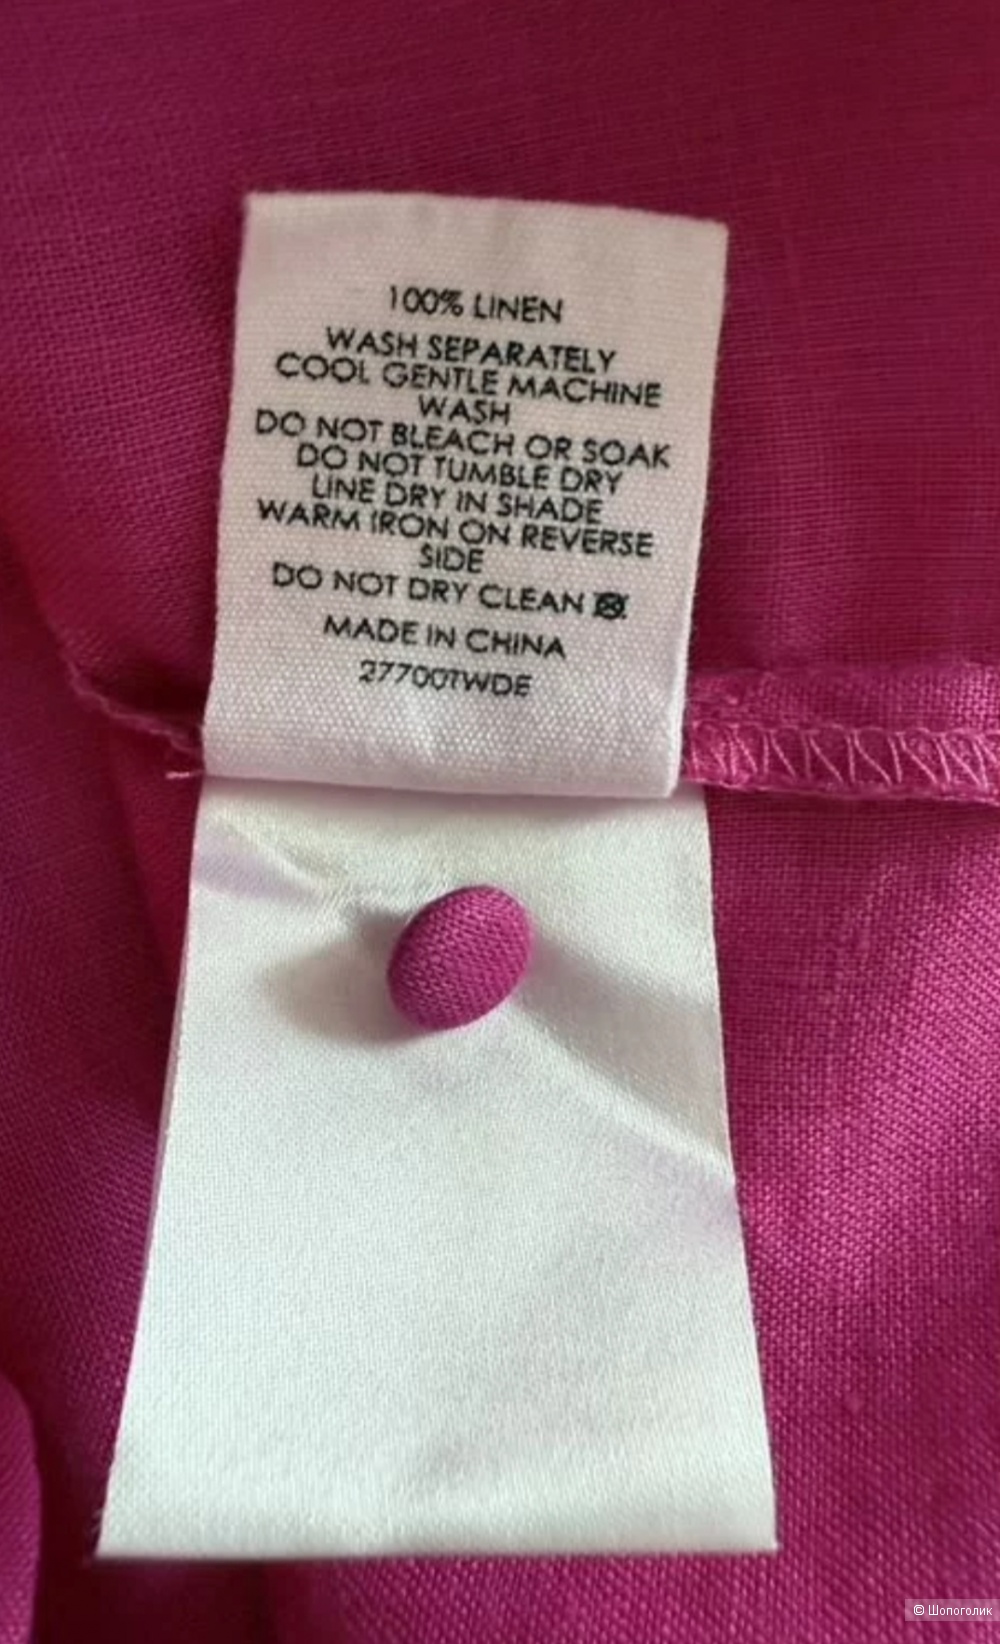 100% LINEN
WASH SEPARATELY
COOL GENTLE MACHINE
WASH
DO NOT BLEACH OR SOAK
DO NOT TUMBLE DRY
LINE DRY IN SHADE
WARM IRON ON REVERSE
SIDE
DO NOT DRY CLEAN
MADE IN CHINA
27700TWDE
© Шопоголик